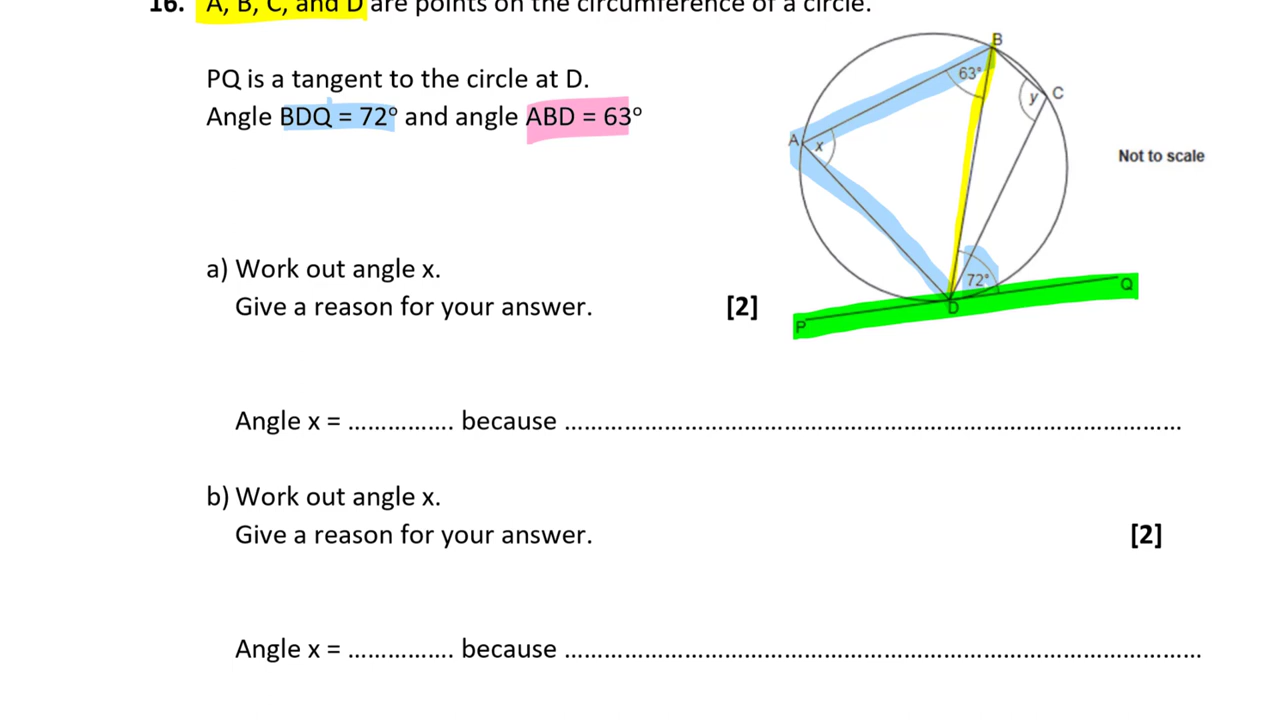 16. A, B, C, and D are points on the circumference of a circle.
PQ is a tangent to the circle at D.
Angle BDQ = 72° and angle ABD = 63°
B
63°
y
C
A
x
Not to scale
72°
Q
D
P
a) Work out angle x.
Give a reason for your answer. [2]
Angle x = ................ because ...............................................................................................
b) Work out angle x.
Give a reason for your answer. [2]
Angle x = ................ because ..................................................................................................